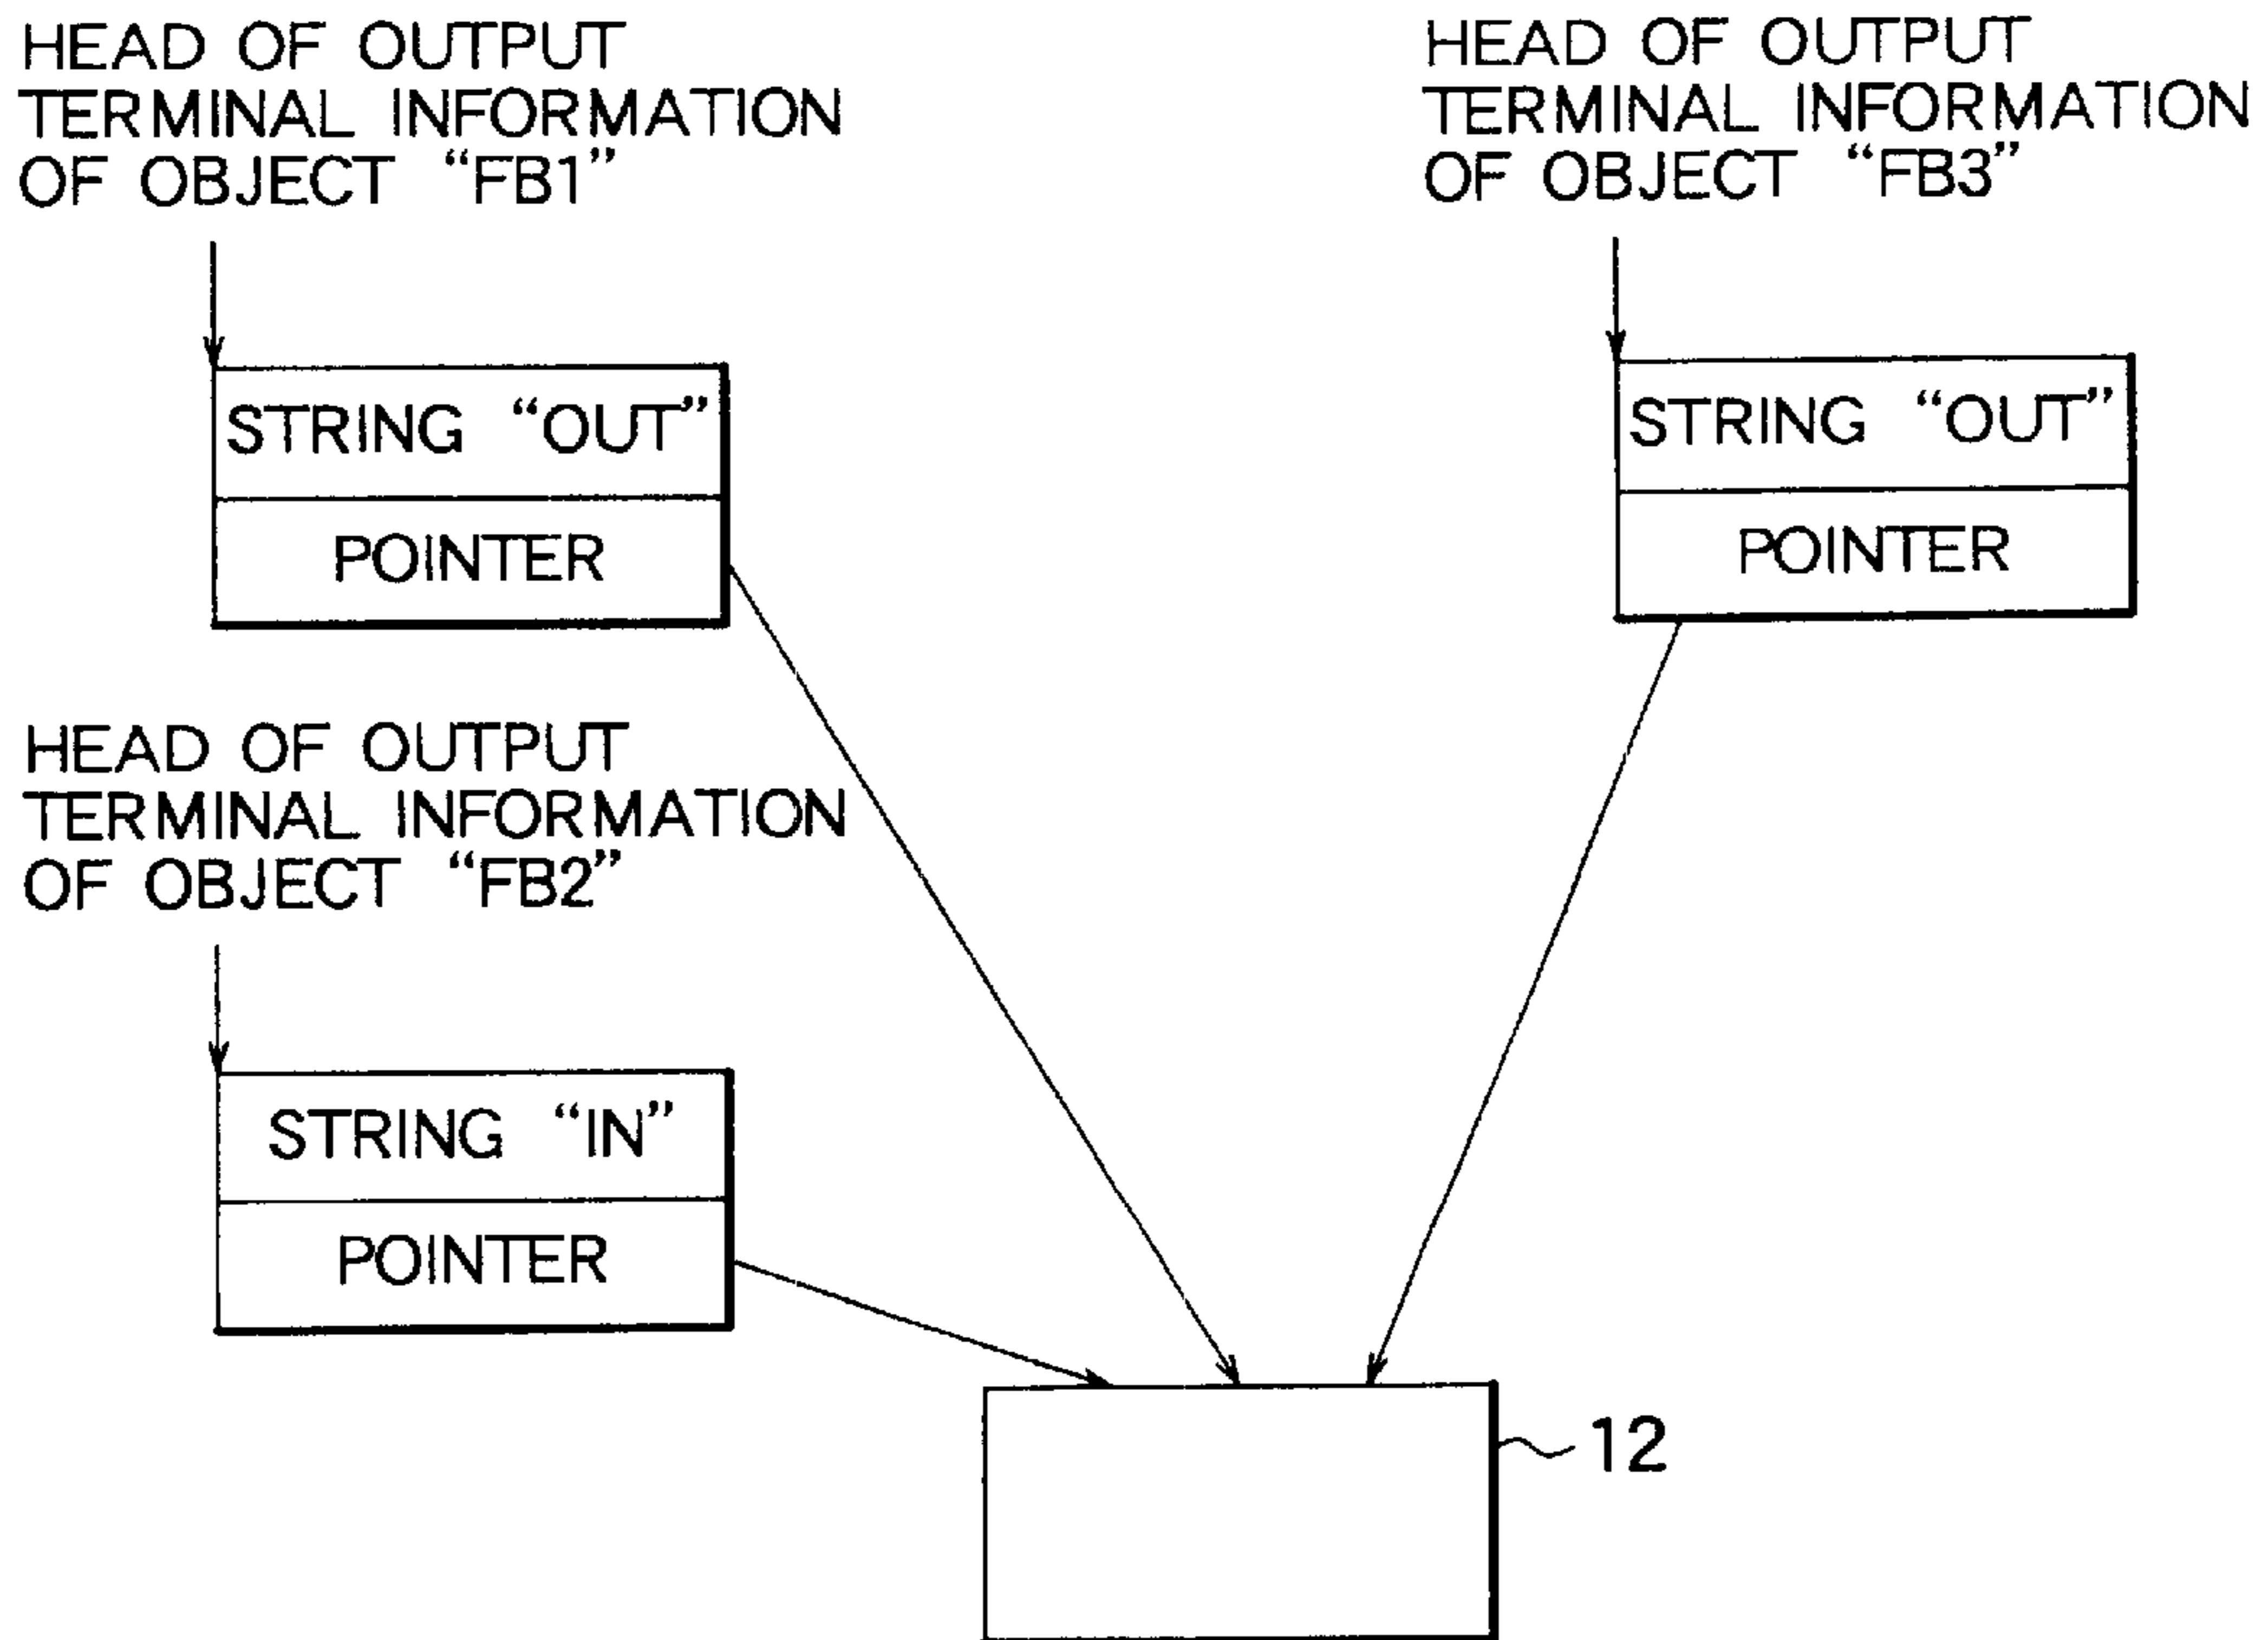 HEAD OF OUTPUT
TERMINAL INFORMATION
OF OBJECT “FB1”
STRING “OUT”
POINTER
HEAD OF OUTPUT
TERMINAL INFORMATION
OF OBJECT “FB3”
STRING “OUT”
POINTER
HEAD OF OUTPUT
TERMINAL INFORMATION
OF OBJECT “FB2”
STRING “IN”
POINTER
12